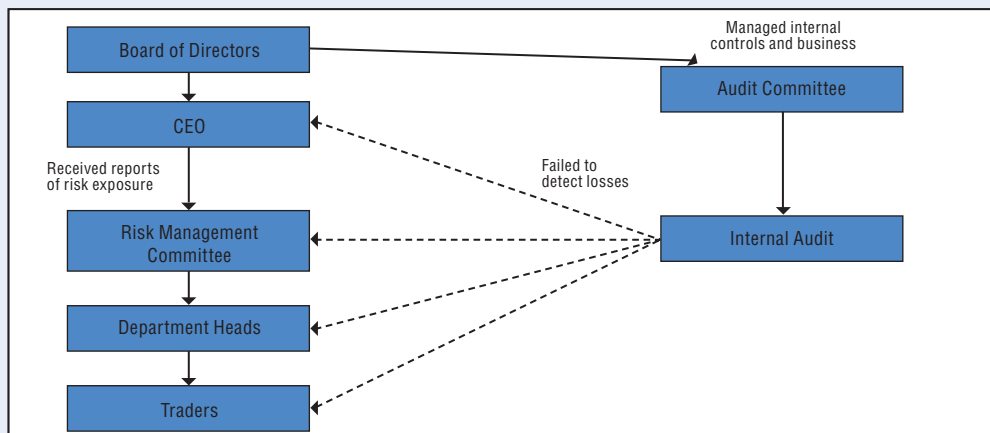 Board of Directors
Managed internal
controls and business
Audit Committee
CEO
Received reports
of risk exposure
Failed to
detect losses
Risk Management
Committee
Internal Audit
Department Heads
Traders